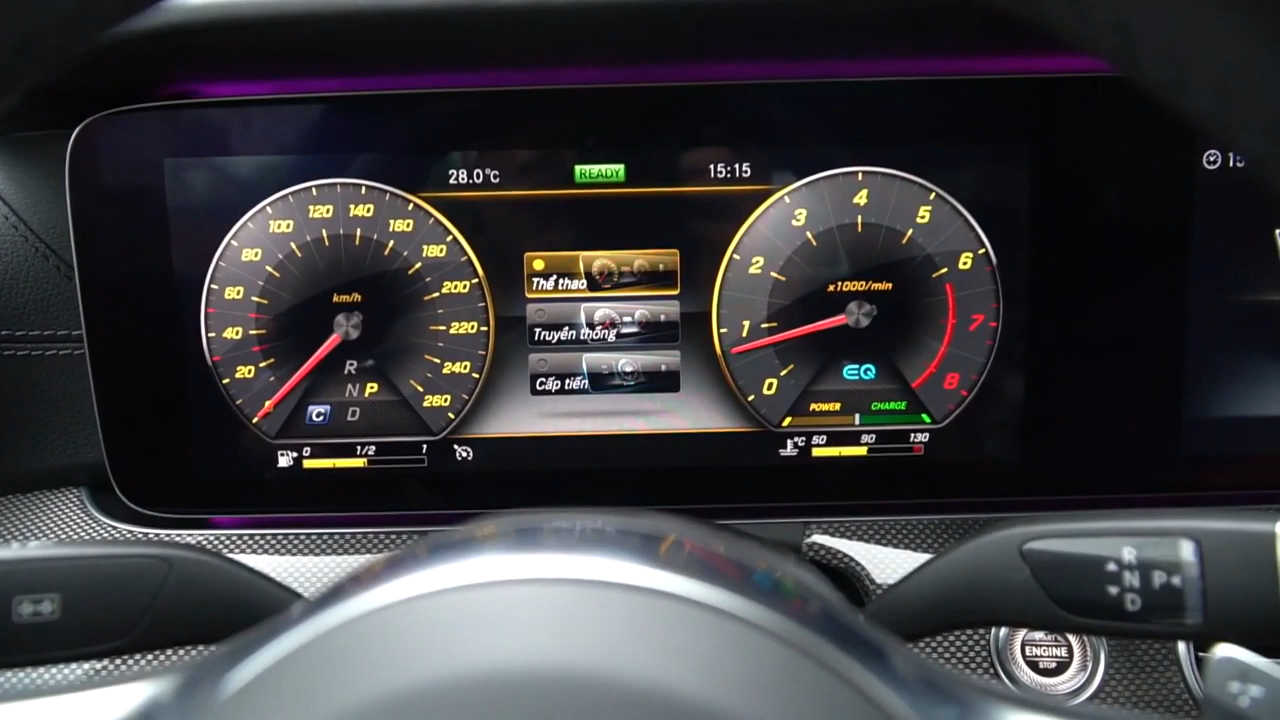 28.0°C
READY
15:15
20
40
60
80
100
120
140
160
180
200
220
240
260
km/h
R
N P
C D
0 1/2 1
Thể thao
Truyền thống
Cấp tiến
0
1
2
3
4
5
6
7
8
x1000/min
EQ
POWER CHARGE
°C 50 90 130
R
N P
D
START
ENGINE
STOP